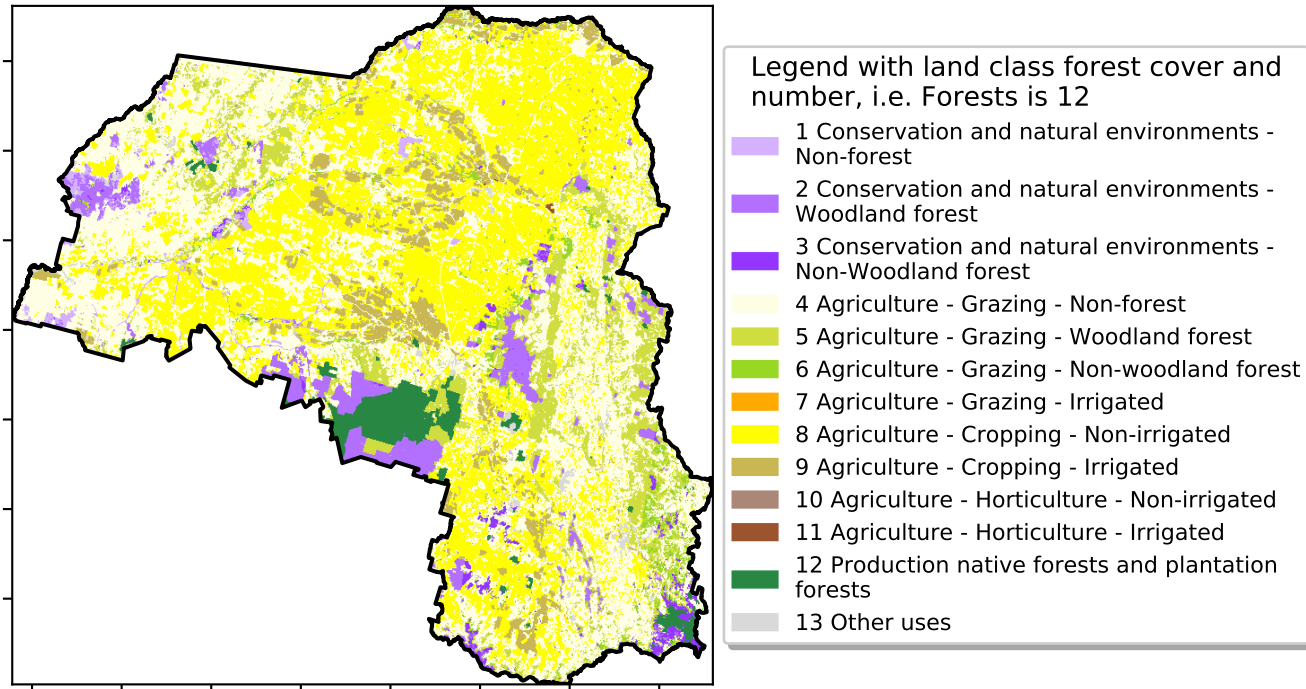 Legend with land class forest cover and
number, i.e. Forests is 12
1 Conservation and natural environments -
Non-forest
2 Conservation and natural environments -
Woodland forest
3 Conservation and natural environments -
Non-Woodland forest
4 Agriculture - Grazing - Non-forest
5 Agriculture - Grazing - Woodland forest
6 Agriculture - Grazing - Non-woodland forest
7 Agriculture - Grazing - Irrigated
8 Agriculture - Cropping - Non-irrigated
9 Agriculture - Cropping - Irrigated
10 Agriculture - Horticulture - Non-irrigated
11 Agriculture - Horticulture - Irrigated
12 Production native forests and plantation
forests
13 Other uses